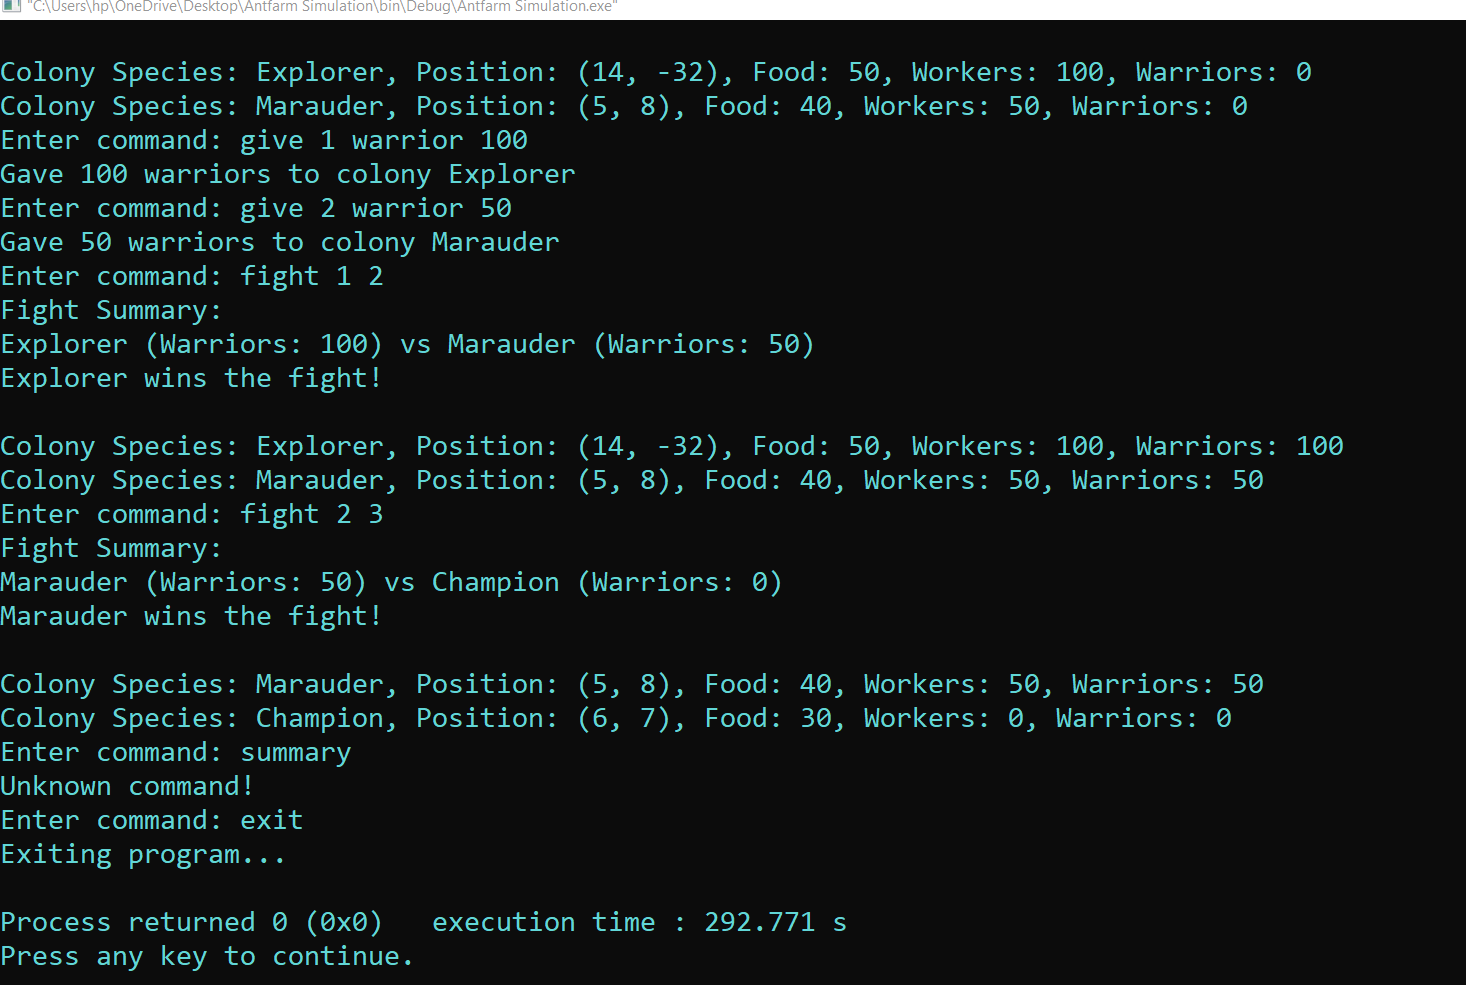 "C:\Users\hp\OneDrive\Desktop\Antfarm Simulation\bin\Debug\Antfarm Simulation.exe"
Colony Species: Explorer, Position: (14, -32), Food: 50, Workers: 100, Warriors: 0
Colony Species: Marauder, Position: (5, 8), Food: 40, Workers: 50, Warriors: 0
Enter command: give 1 warrior 100
Gave 100 warriors to colony Explorer
Enter command: give 2 warrior 50
Gave 50 warriors to colony Marauder
Enter command: fight 1 2
Fight Summary:
Explorer (Warriors: 100) vs Marauder (Warriors: 50)
Explorer wins the fight!
Colony Species: Explorer, Position: (14, -32), Food: 50, Workers: 100, Warriors: 100
Colony Species: Marauder, Position: (5, 8), Food: 40, Workers: 50, Warriors: 50
Enter command: fight 2 3
Fight Summary:
Marauder (Warriors: 50) vs Champion (Warriors: 0)
Marauder wins the fight!
Colony Species: Marauder, Position: (5, 8), Food: 40, Workers: 50, Warriors: 50
Colony Species: Champion, Position: (6, 7), Food: 30, Workers: 0, Warriors: 0
Enter command: summary
Unknown command!
Enter command: exit
Exiting program...
Process returned 0 (0x0)   execution time : 292.771 s
Press any key to continue.